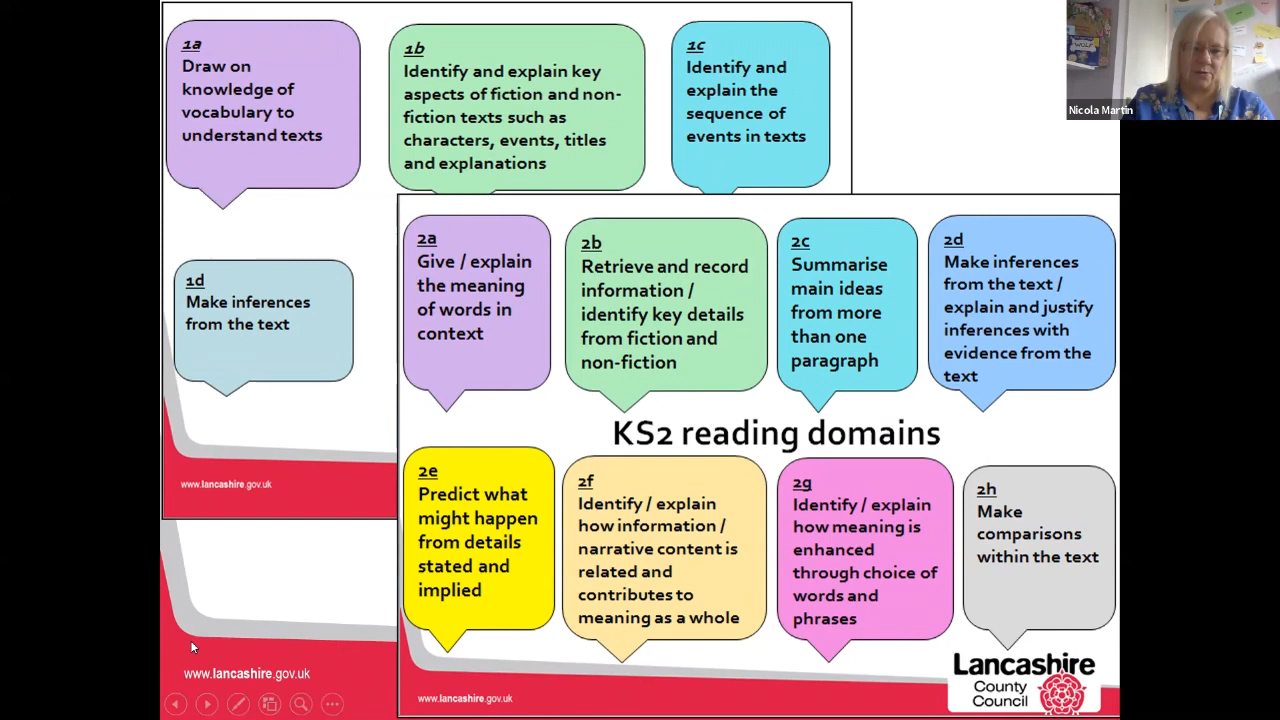 1a
Draw on
knowledge of
vocabulary to
understand texts
1b
Identify and explain key
aspects of fiction and non-
fiction texts such as
characters, events, titles
and explanations
1c
Identify and
explain the
sequence of
events in texts
WOLF
Nicola Martin
1d
Make inferences
from the text
2a
Give / explain
the meaning
of words in
context
2b
Retrieve and record
information /
identify key details
from fiction and
non-fiction
2c
Summarise
main ideas
from more
than one
paragraph
2d
Make inferences
from the text /
explain and justify
inferences with
evidence from the
text
KS2 reading domains
2e
Predict what
might happen
from details
stated and
implied
2f
Identify / explain
how information /
narrative content is
related and
contributes to
meaning as a whole
2g
Identify / explain
how meaning is
enhanced
through choice of
words and
phrases
2h
Make
comparisons
within the text
www.lancashire.gov.uk
www.lancashire.gov.uk
www.lancashire.gov.uk
Lancashire
County
Council